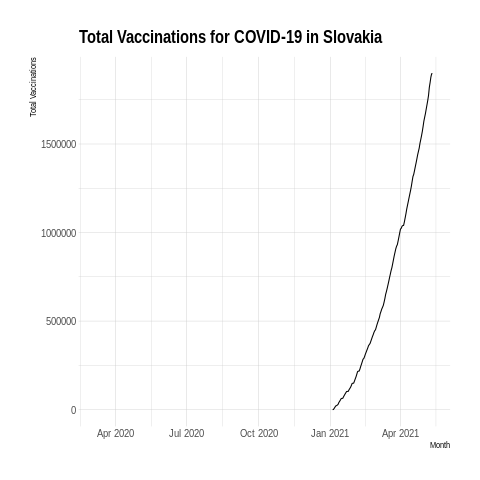 Total Vaccinations for COVID-19 in Slovakia
Total Vaccinations
1500000
1000000
500000
0
Apr 2020 Jul 2020 Oct 2020 Jan 2021 Apr 2021
Month